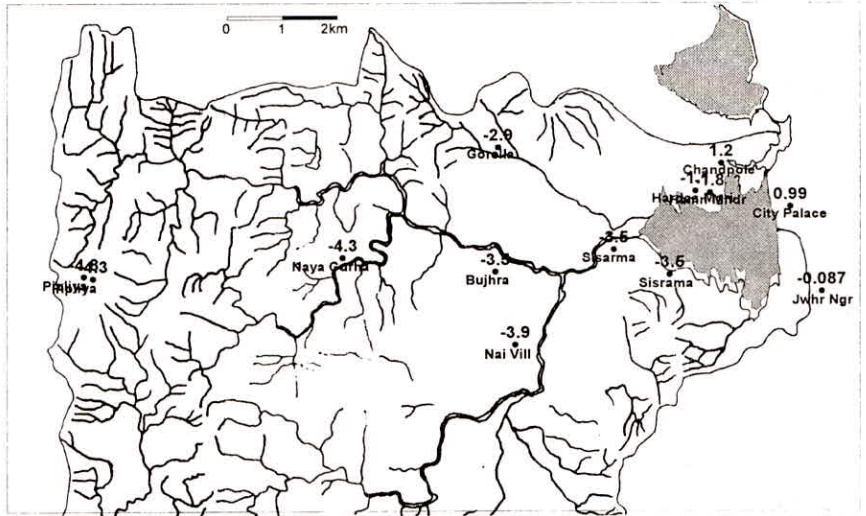 0 1 2km
-2.9
Gorella
1.2
Chandpole
0.99
City Palace
-4.3
Naya Gurha
-3.5
Bujhra
-3.5
Sisarma
-3.5
Sisrama
-0.087
Jwhr Ngr
-3.9
Nai Vill